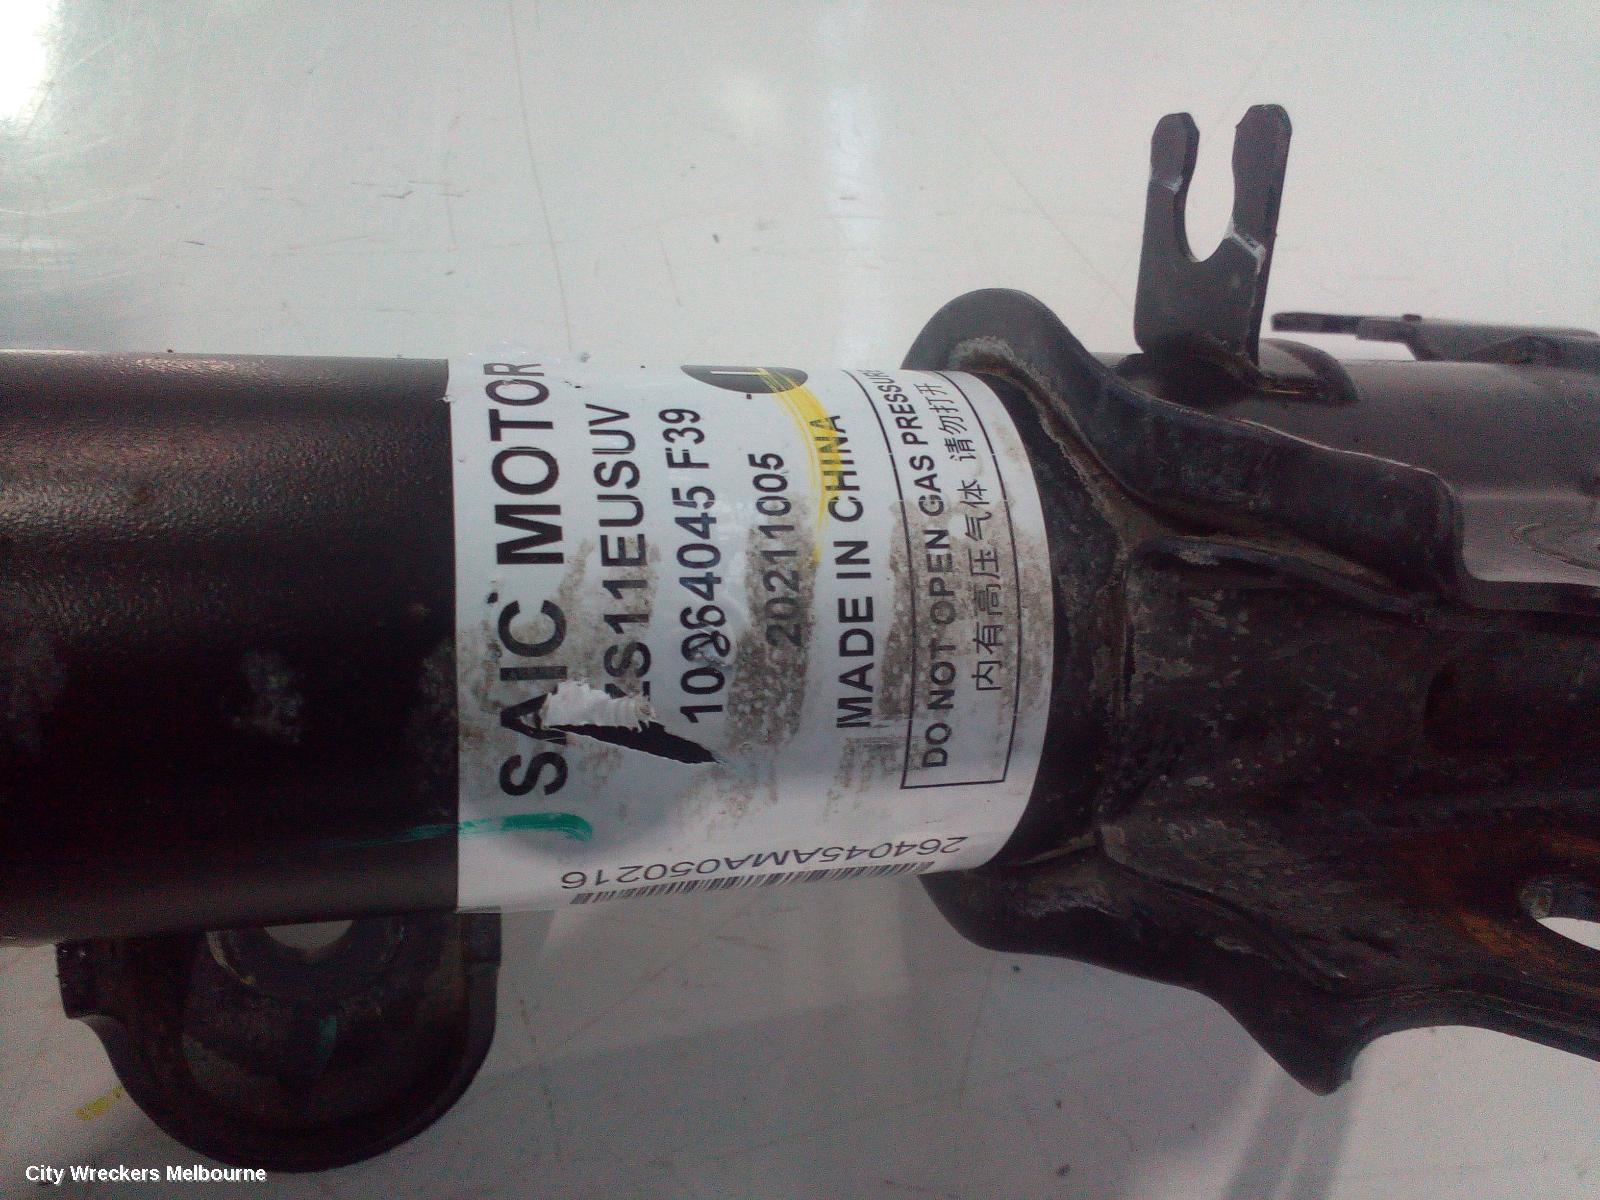 SAIC MOTOR
ZS11EUSUV
10264045 F39
20211005
L
MADE IN CHINA
DO NOT OPEN GAS PRESSURE
内有高压气体 请勿打开
264045AMA050216
City Wreckers Melbourne